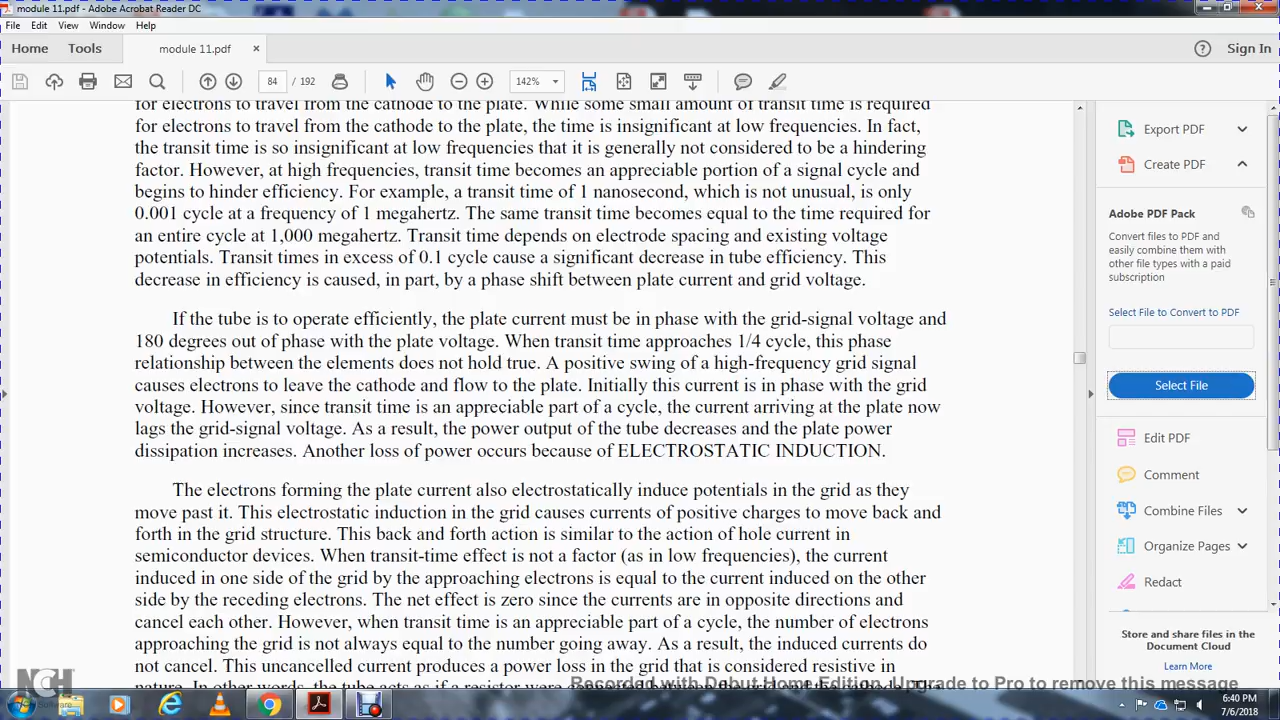 module 11.pdf - Adobe Acrobat Reader DC
File Edit View Window Help
Home Tools module 11.pdf × Sign In
84 / 192 142%
for electrons to travel from the cathode to the plate. While some small amount of transit time is required
for electrons to travel from the cathode to the plate, the time is insignificant at low frequencies. In fact,
the transit time is so insignificant at low frequencies that it is generally not considered to be a hindering
factor. However, at high frequencies, transit time becomes an appreciable portion of a signal cycle and
begins to hinder efficiency. For example, a transit time of 1 nanosecond, which is not unusual, is only
0.001 cycle at a frequency of 1 megahertz. The same transit time becomes equal to the time required for
an entire cycle at 1,000 megahertz. Transit time depends on electrode spacing and existing voltage
potentials. Transit times in excess of 0.1 cycle cause a significant decrease in tube efficiency. This
decrease in efficiency is caused, in part, by a phase shift between plate current and grid voltage.
If the tube is to operate efficiently, the plate current must be in phase with the grid-signal voltage and
180 degrees out of phase with the plate voltage. When transit time approaches 1/4 cycle, this phase
relationship between the elements does not hold true. A positive swing of a high-frequency grid signal
causes electrons to leave the cathode and flow to the plate. Initially this current is in phase with the grid
voltage. However, since transit time is an appreciable part of a cycle, the current arriving at the plate now
lags the grid-signal voltage. As a result, the power output of the tube decreases and the plate power
dissipation increases. Another loss of power occurs because of ELECTROSTATIC INDUCTION.
The electrons forming the plate current also electrostatically induce potentials in the grid as they
move past it. This electrostatic induction in the grid causes currents of positive charges to move back and
forth in the grid structure. This back and forth action is similar to the action of hole current in
semiconductor devices. When transit-time effect is not a factor (as in low frequencies), the current
induced in one side of the grid by the approaching electrons is equal to the current induced on the other
side by the receding electrons. The net effect is zero since the currents are in opposite directions and
cancel each other. However, when transit time is an appreciable part of a cycle, the number of electrons
approaching the grid is not always equal to the number going away. As a result, the induced currents do
not cancel. This uncancelled current produces a power loss in the grid that is considered resistive in
nature. In other words, the tube acts as if a resistor were
Export PDF
Create PDF
Adobe PDF Pack
Convert files to PDF and
easily combine them with
other file types with a paid
subscription
Select File to Convert to PDF
Select File
Edit PDF
Comment
Combine Files
Organize Pages
Redact
Store and share files in the
Document Cloud
Learn More
NCH Software
Recorded with Debut Home Edition. Upgrade to Pro to remove this message
6:40 PM
7/6/2018